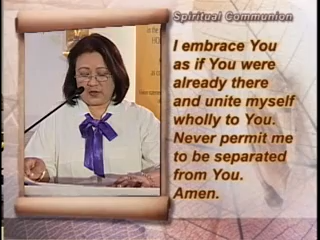 Spiritual Communion
I embrace You
as if You were
already there
and unite myself
wholly to You.
Never permit me
to be separated
from You.
Amen.